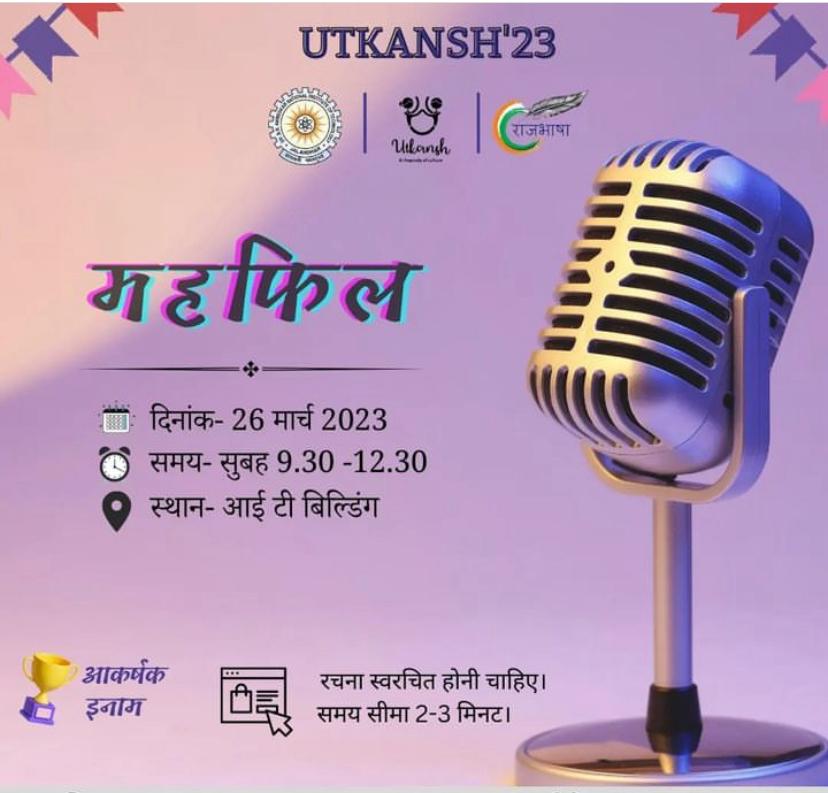 UTKANSH'23
Utkansh
राजभाषा
महफिल
दिनांक- 26 मार्च 2023
समय- सुबह 9.30 -12.30
स्थान- आई टी बिल्डिंग
आकर्षक
इनाम
रचना स्वरचित होनी चाहिए।
समय सीमा 2-3 मिनट।